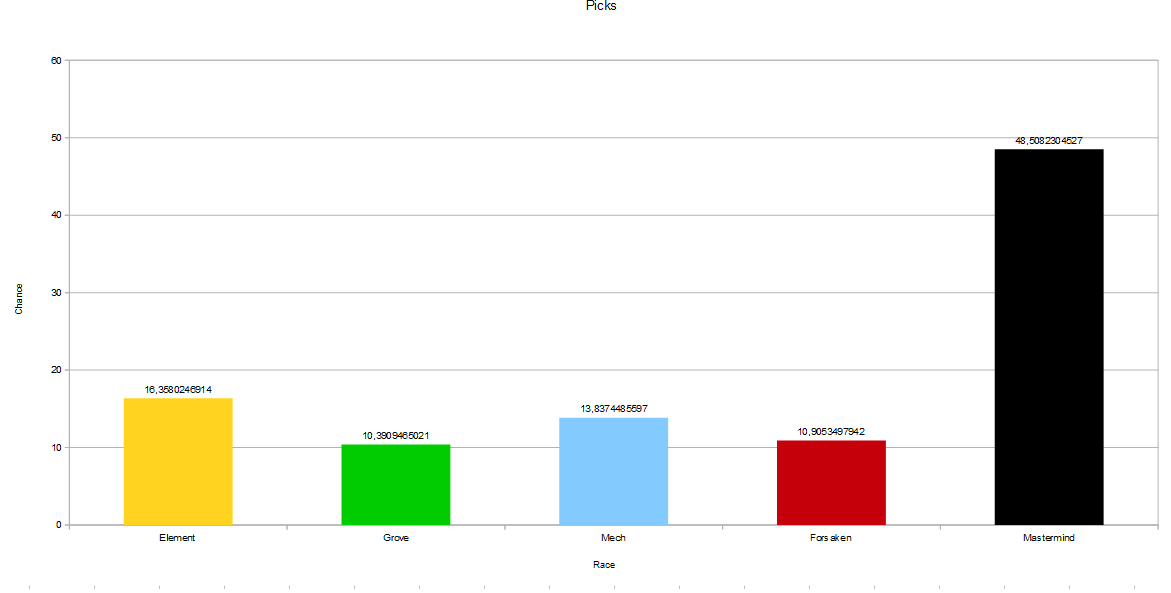 Picks
60
50
40
30
20
10
0
Chance
16,3580246914
10,3909465021
13,8374485597
10,9053497942
48,5082304527
Element
Grove
Mech
Forsaken
Mastermind
Race